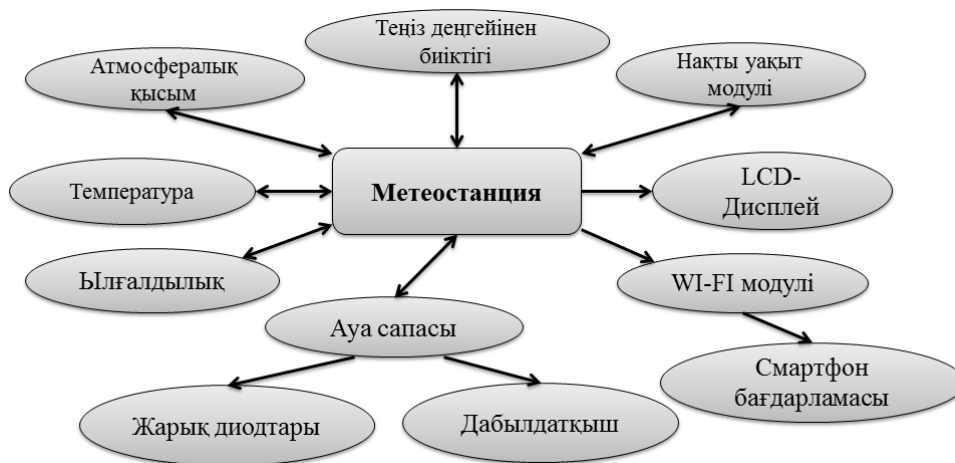 Теңіз деңгейінен
биіктігі
Атмосфералық
қысым
Нақты уақыт
модулі
Температура
Метеостанция
LCD-
Дисплей
Ылғалдылық
WI-FI модулі
Ауа сапасы
Смартфон
бағдарламасы
Жарық диодтары
Дабылдатқыш